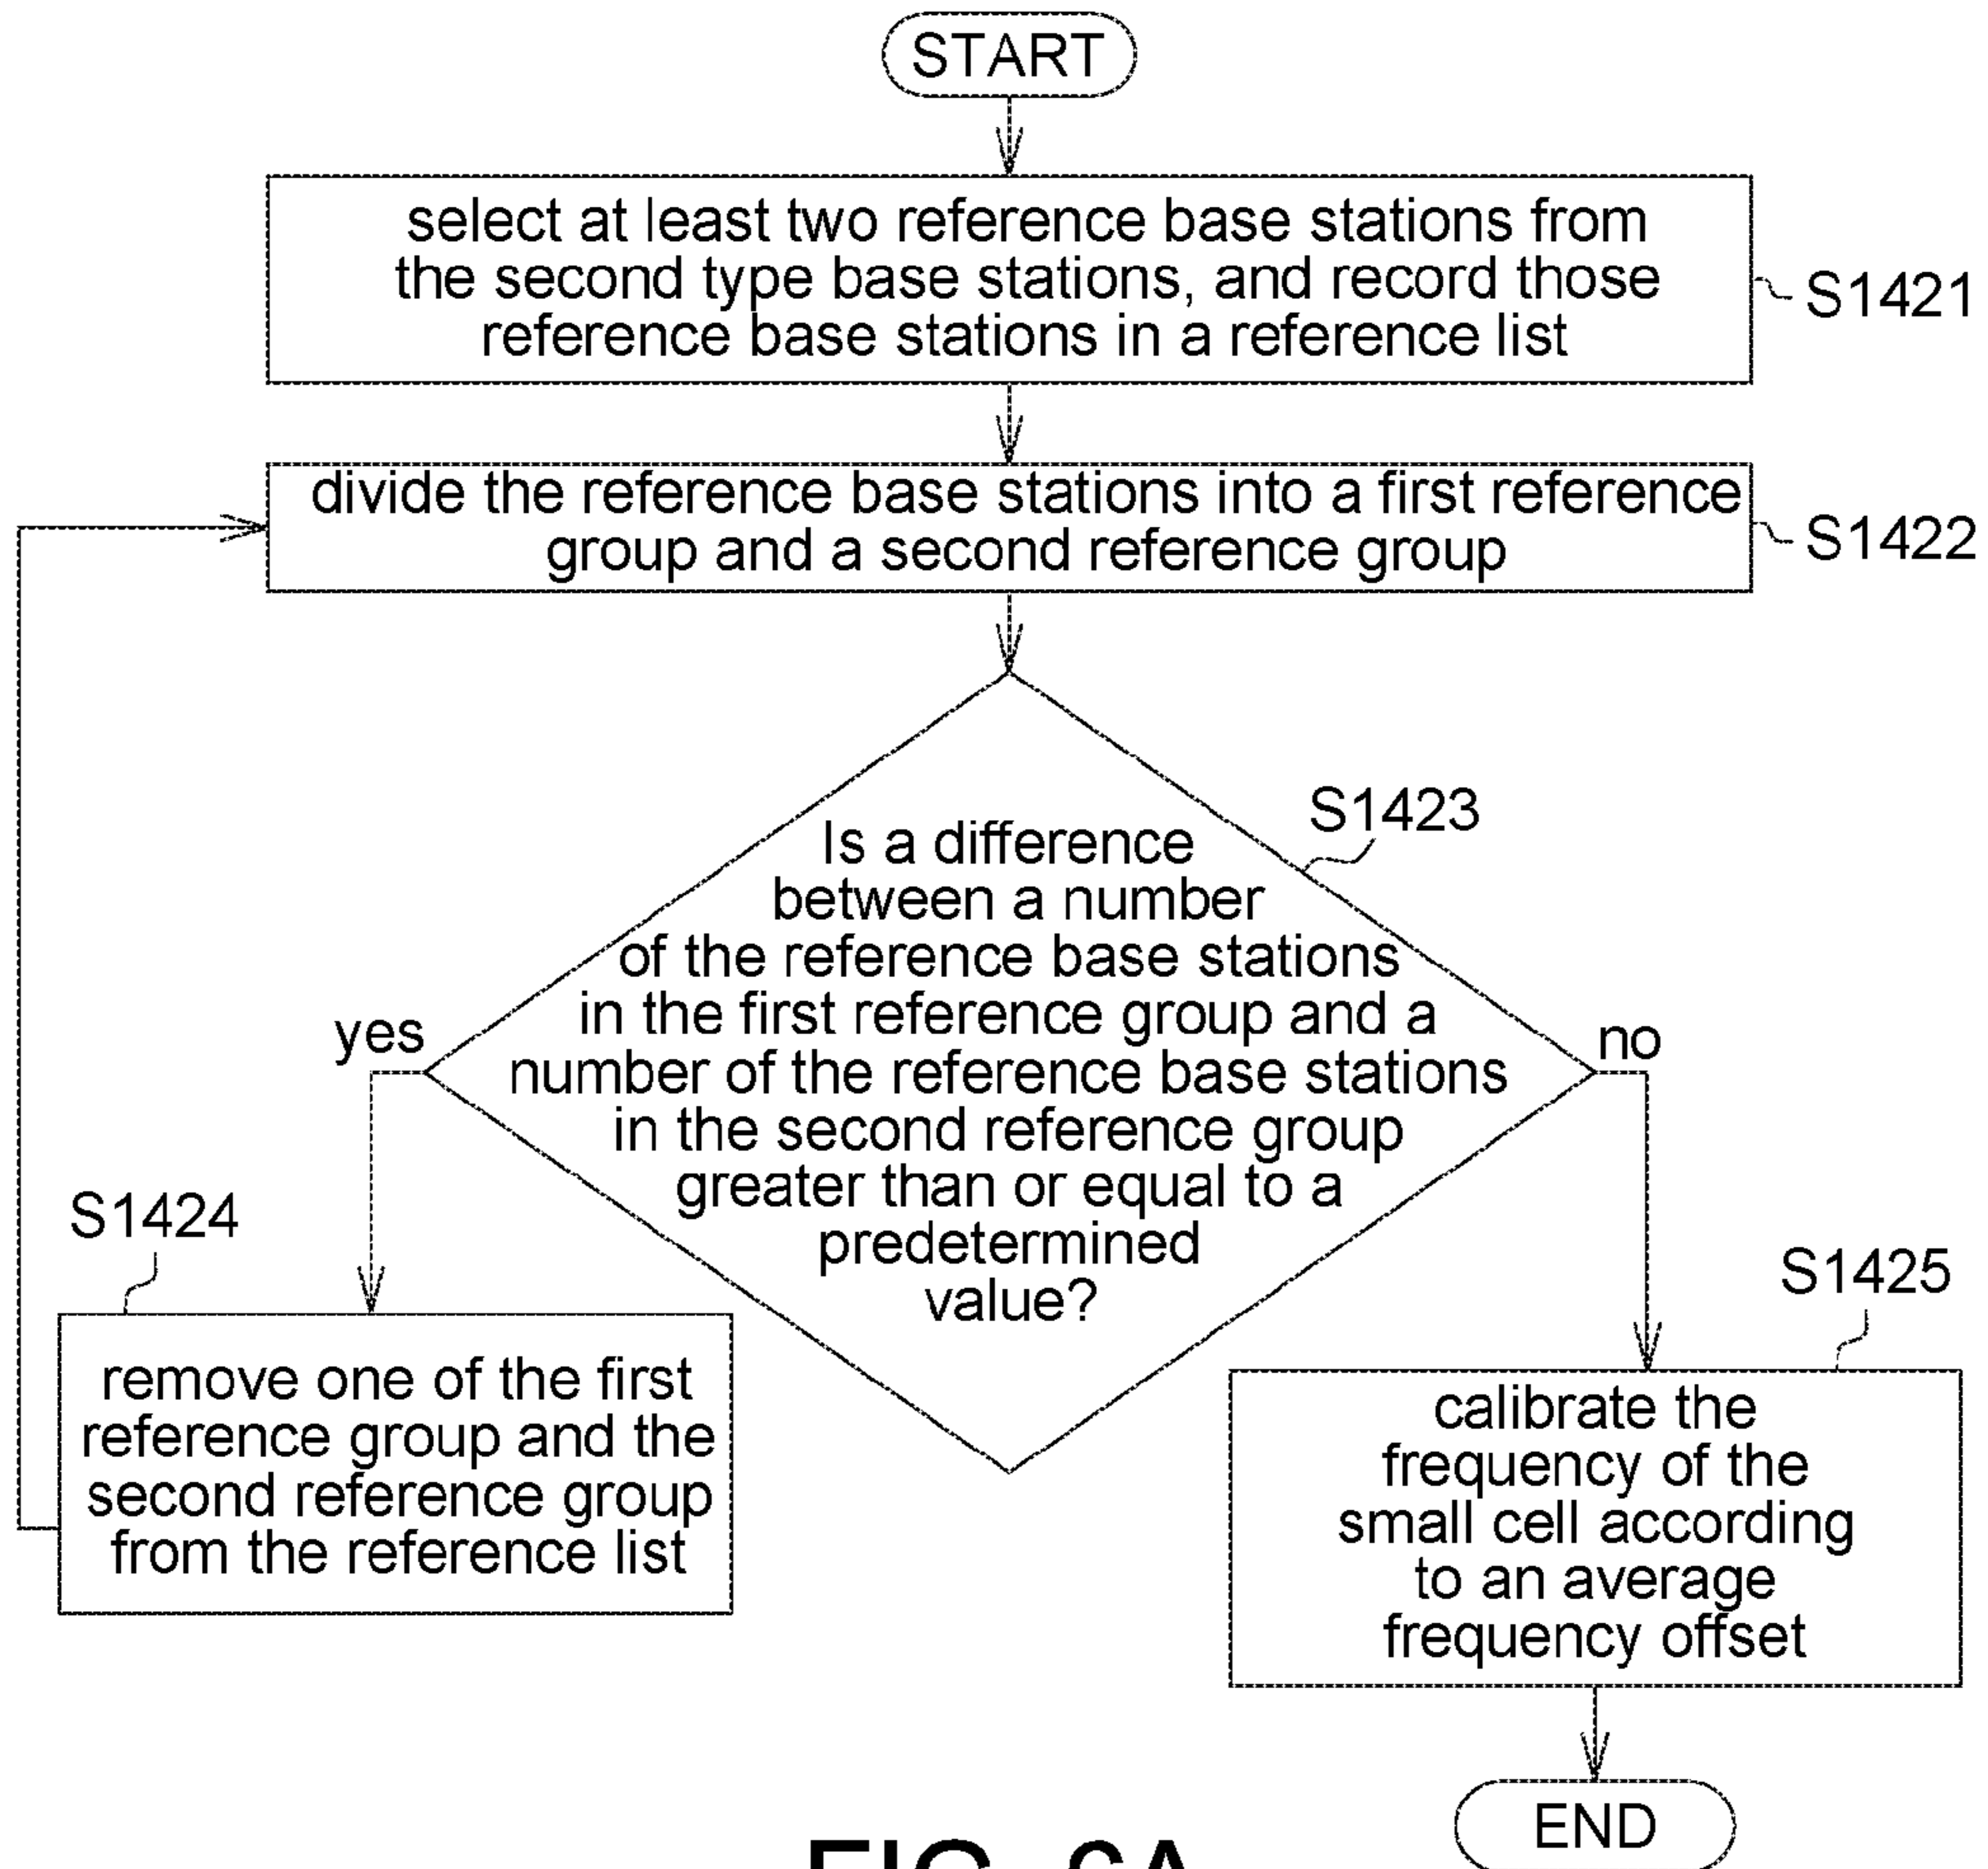 START
select at least two reference base stations from
the second type base stations, and record those
reference base stations in a reference list
S1421
divide the reference base stations into a first reference
group and a second reference group
S1422
S1423
Is a difference
between a number
of the reference base stations
in the first reference group and a
number of the reference base stations
in the second reference group
greater than or equal to a
predetermined
value?
yes
no
S1424
remove one of the first
reference group and the
second reference group
from the reference list
S1425
calibrate the
frequency of the
small cell according
to an average
frequency offset
END
FIG. 6A